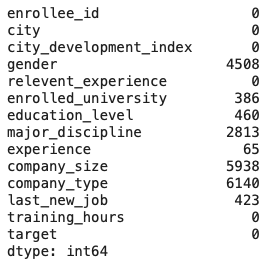 enrollee_id 0
city 0
city_development_index 0
gender 4508
relevent_experience 0
enrolled_university 386
education_level 460
major_discipline 2813
experience 65
company_size 5938
company_type 6140
last_new_job 423
training_hours 0
target 0
dtype: int64